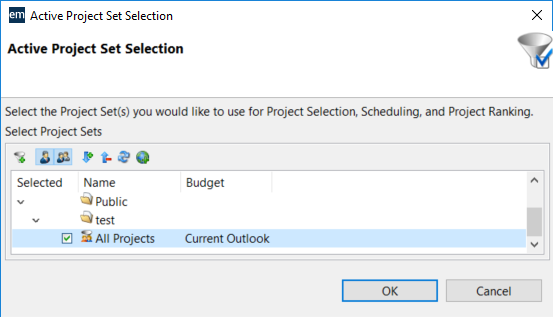 em Active Project Set Selection
Active Project Set Selection
Select the Project Set(s) you would like to use for Project Selection, Scheduling, and Project Ranking.
Select Project Sets
Selected Name Budget
Public
test
All Projects Current Outlook
OK Cancel